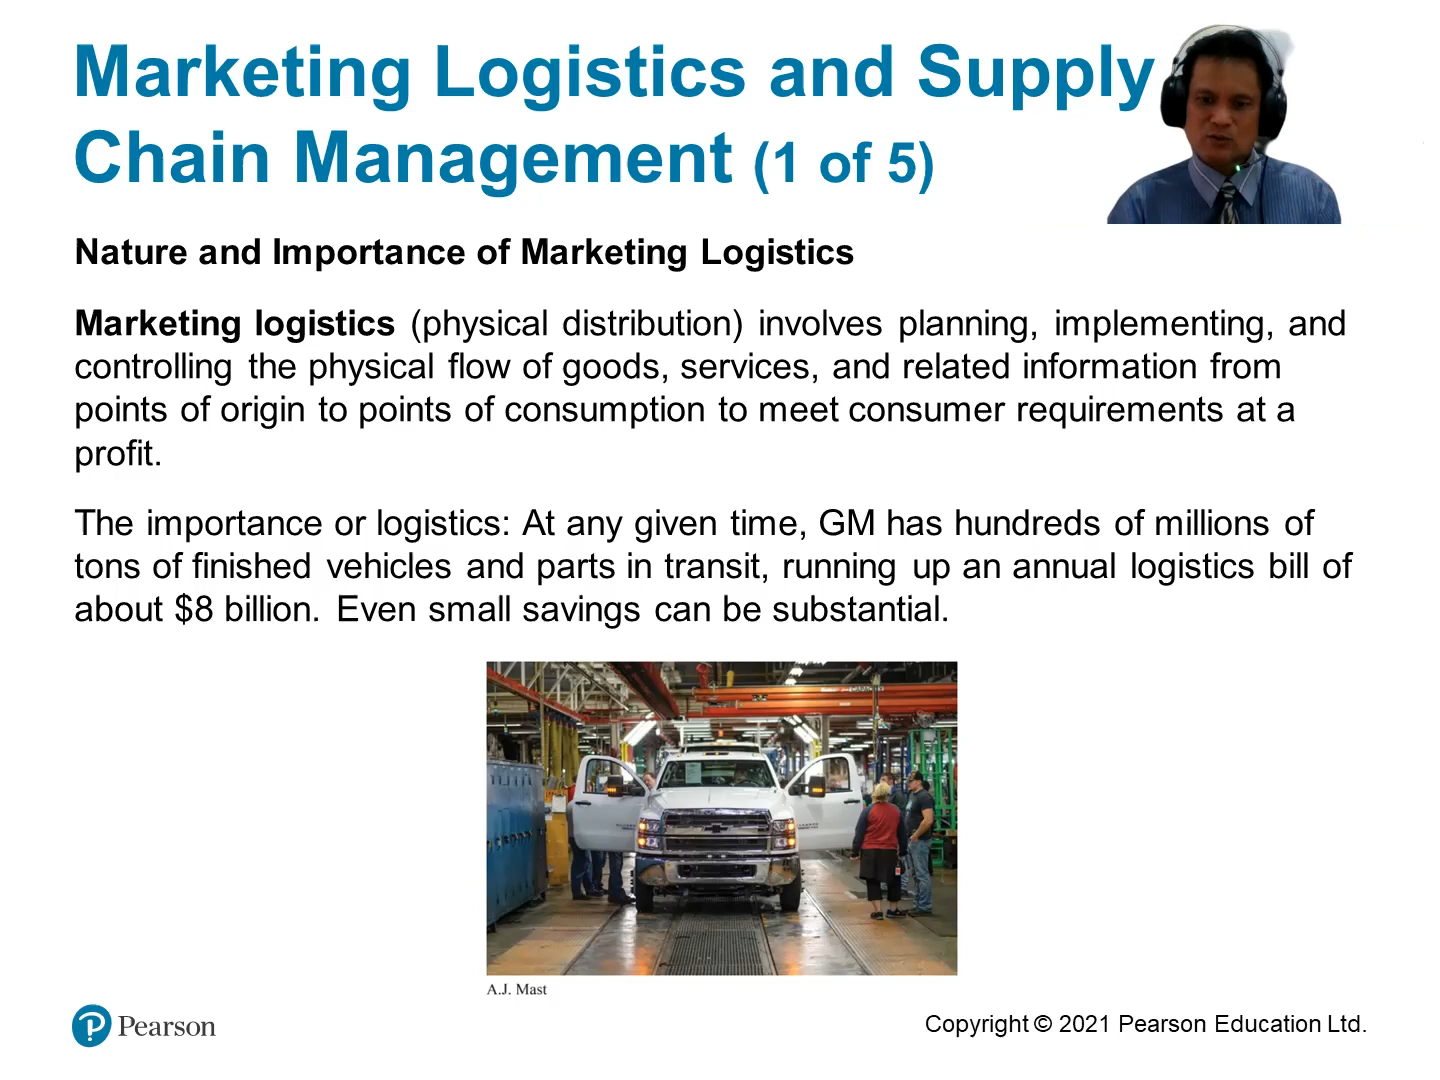 Marketing Logistics and Supply
Chain Management (1 of 5)
Nature and Importance of Marketing Logistics
Marketing logistics (physical distribution) involves planning, implementing, and
controlling the physical flow of goods, services, and related information from
points of origin to points of consumption to meet consumer requirements at a
profit.
The importance or logistics: At any given time, GM has hundreds of millions of
tons of finished vehicles and parts in transit, running up an annual logistics bill of
about $8 billion. Even small savings can be substantial.
CAPACITY
A.J. Mast
Pearson
Copyright © 2021 Pearson Education Ltd.